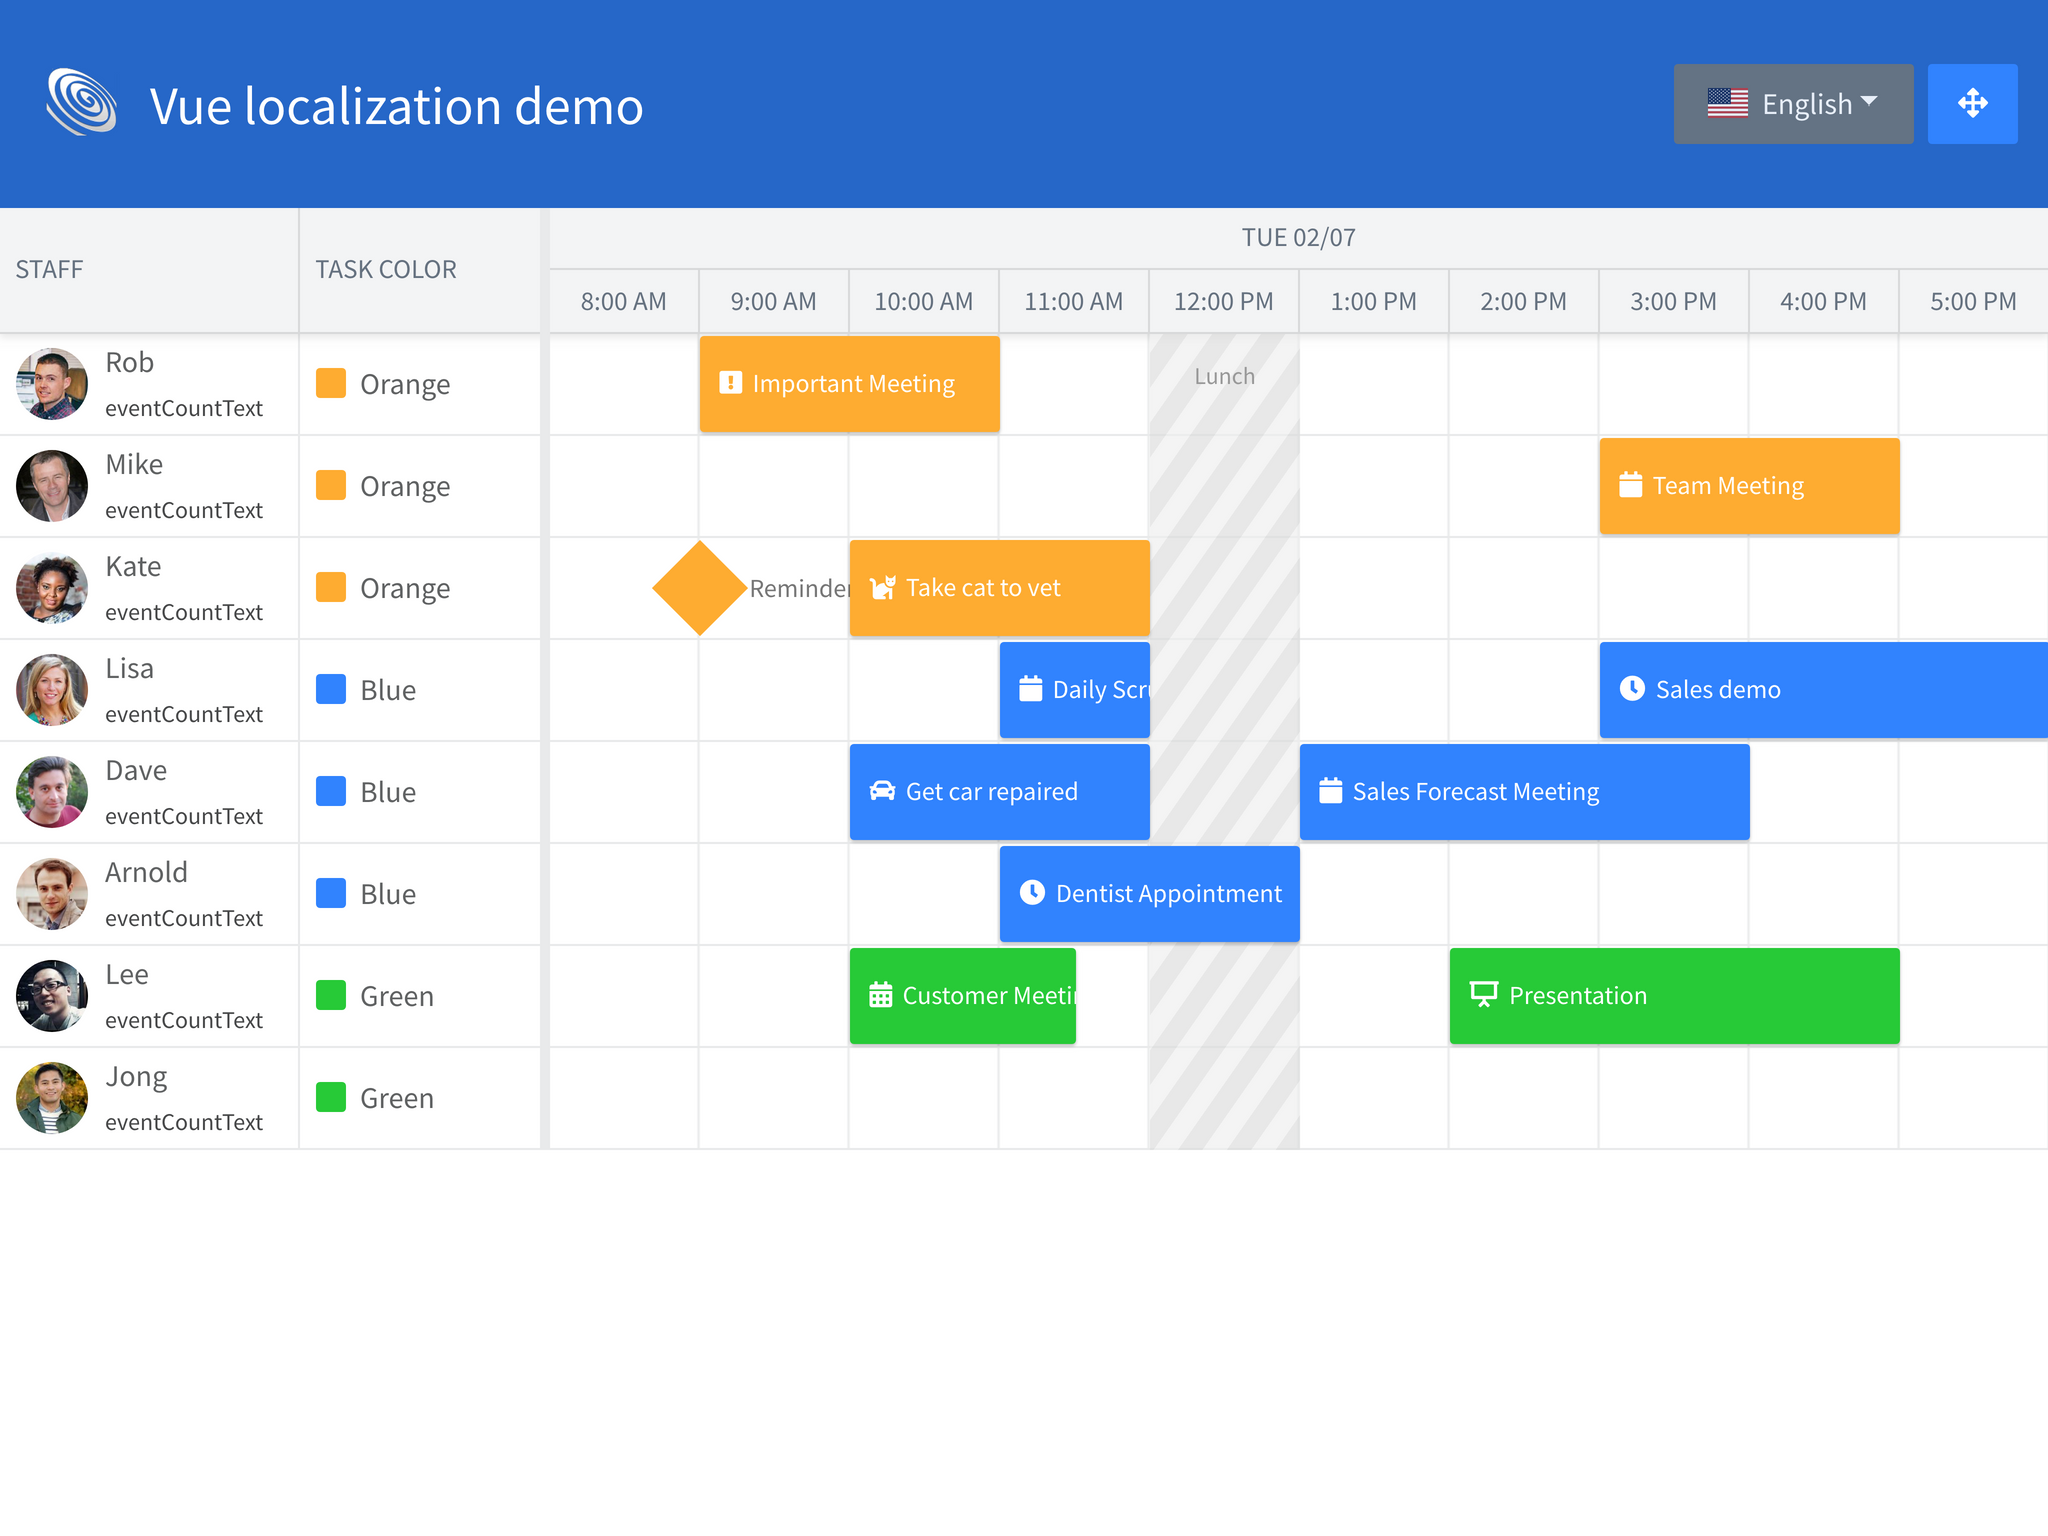 Vue localization demo
English
STAFF
TASK COLOR
TUE 02/07
8:00 AM
9:00 AM
10:00 AM
11:00 AM
12:00 PM
1:00 PM
2:00 PM
3:00 PM
4:00 PM
5:00 PM
Rob
eventCountText
Orange
Important Meeting
Lunch
Mike
eventCountText
Orange
Team Meeting
Kate
eventCountText
Orange
Reminder
Take cat to vet
Lisa
eventCountText
Blue
Daily Scr
Sales demo
Dave
eventCountText
Blue
Get car repaired
Sales Forecast Meeting
Arnold
eventCountText
Blue
Dentist Appointment
Lee
eventCountText
Green
Customer Meeti
Presentation
Jong
eventCountText
Green